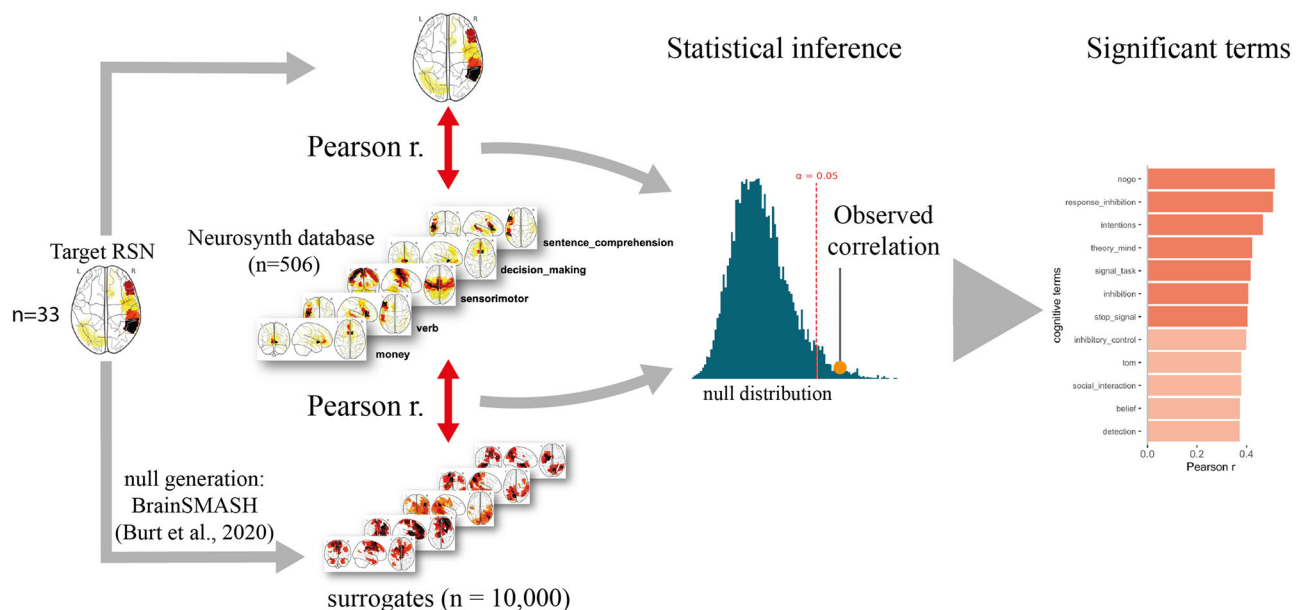 L R
Statistical inference
Significant terms
Pearson r.
Target RSN
L R
n=33
Neurosynth database
(n=506)
sentence_comprehension
decision_making
sensorimotor
verb
money
Pearson r.
null generation:
BrainSMASH
(Burt et al., 2020)
surrogates (n = 10,000)
α = 0.05
Observed
correlation
null distribution
cognitive terms
nogo
response_inhibition
intentions
theory_mind
signal_task
inhibition
stop_signal
inhibitory_control
tom
social_interaction
belief
detection
0.0 0.2 0.4
Pearson r